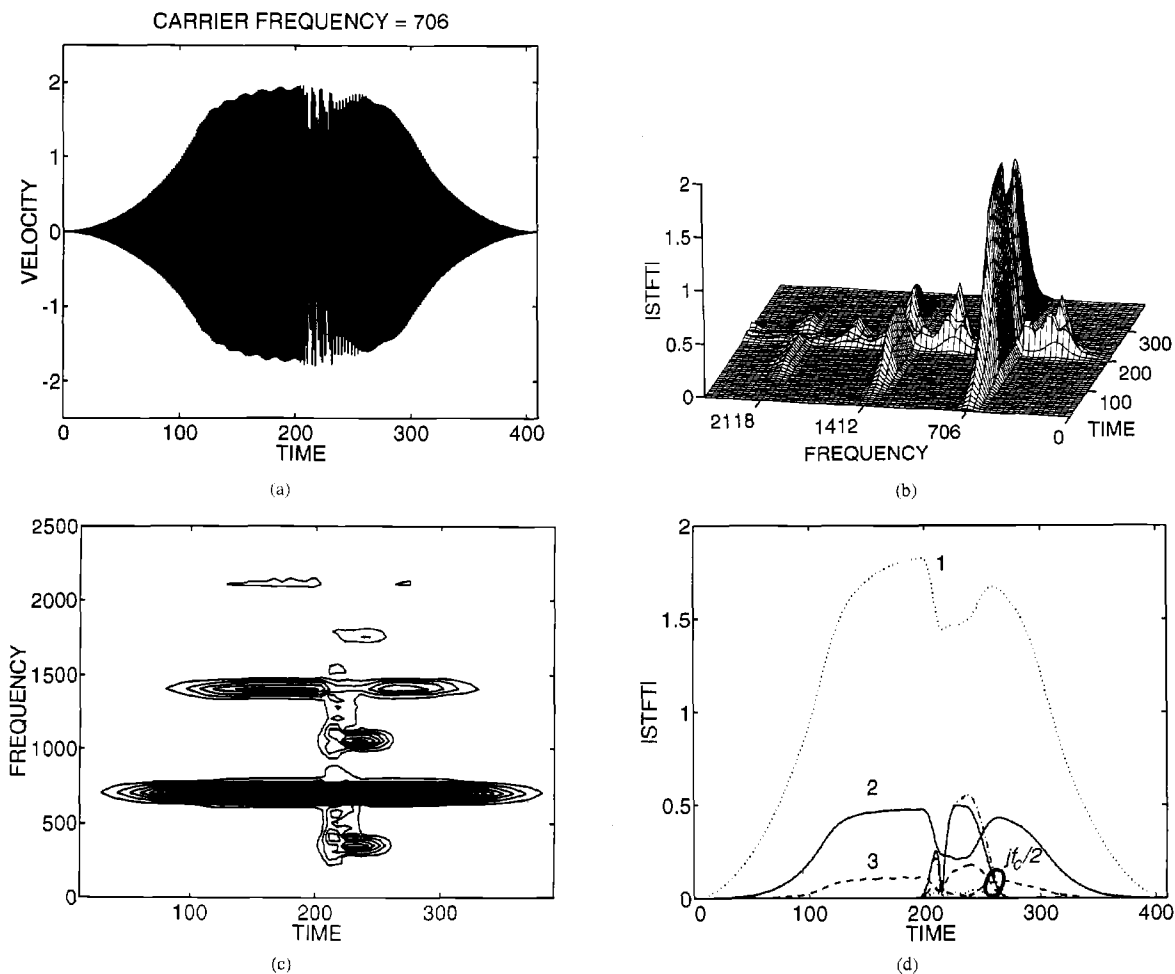 CARRIER FREQUENCY = 706
VELOCITY
2
1
0
-1
-2
0 100 200 300 400
TIME
(a)
|STFT|
2
1.5
1
0.5
0
2118 1412 706 0
FREQUENCY
100 200 300
TIME
(b)
FREQUENCY
2500
2000
1500
1000
500
0
100 200 300
TIME
(c)
|STFT|
2
1.5
1
0.5
0
1
2
3
jf_c/2
0 100 200 300 400
TIME
(d)